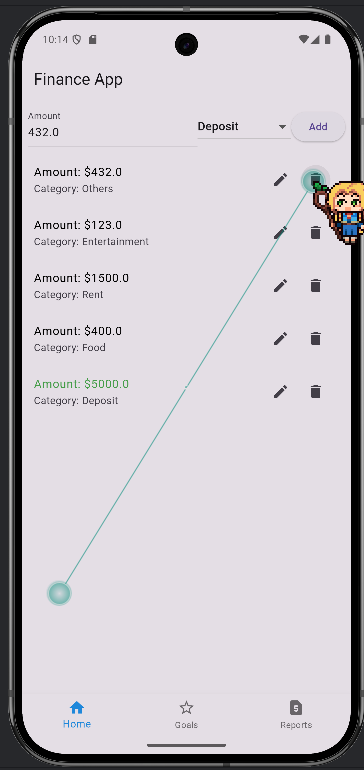 10:14
Finance App
Amount
432.0
Deposit
Add
Amount: $432.0
Category: Others
Amount: $123.0
Category: Entertainment
Amount: $1500.0
Category: Rent
Amount: $400.0
Category: Food
Amount: $5000.0
Category: Deposit
Home
Goals
$
Reports